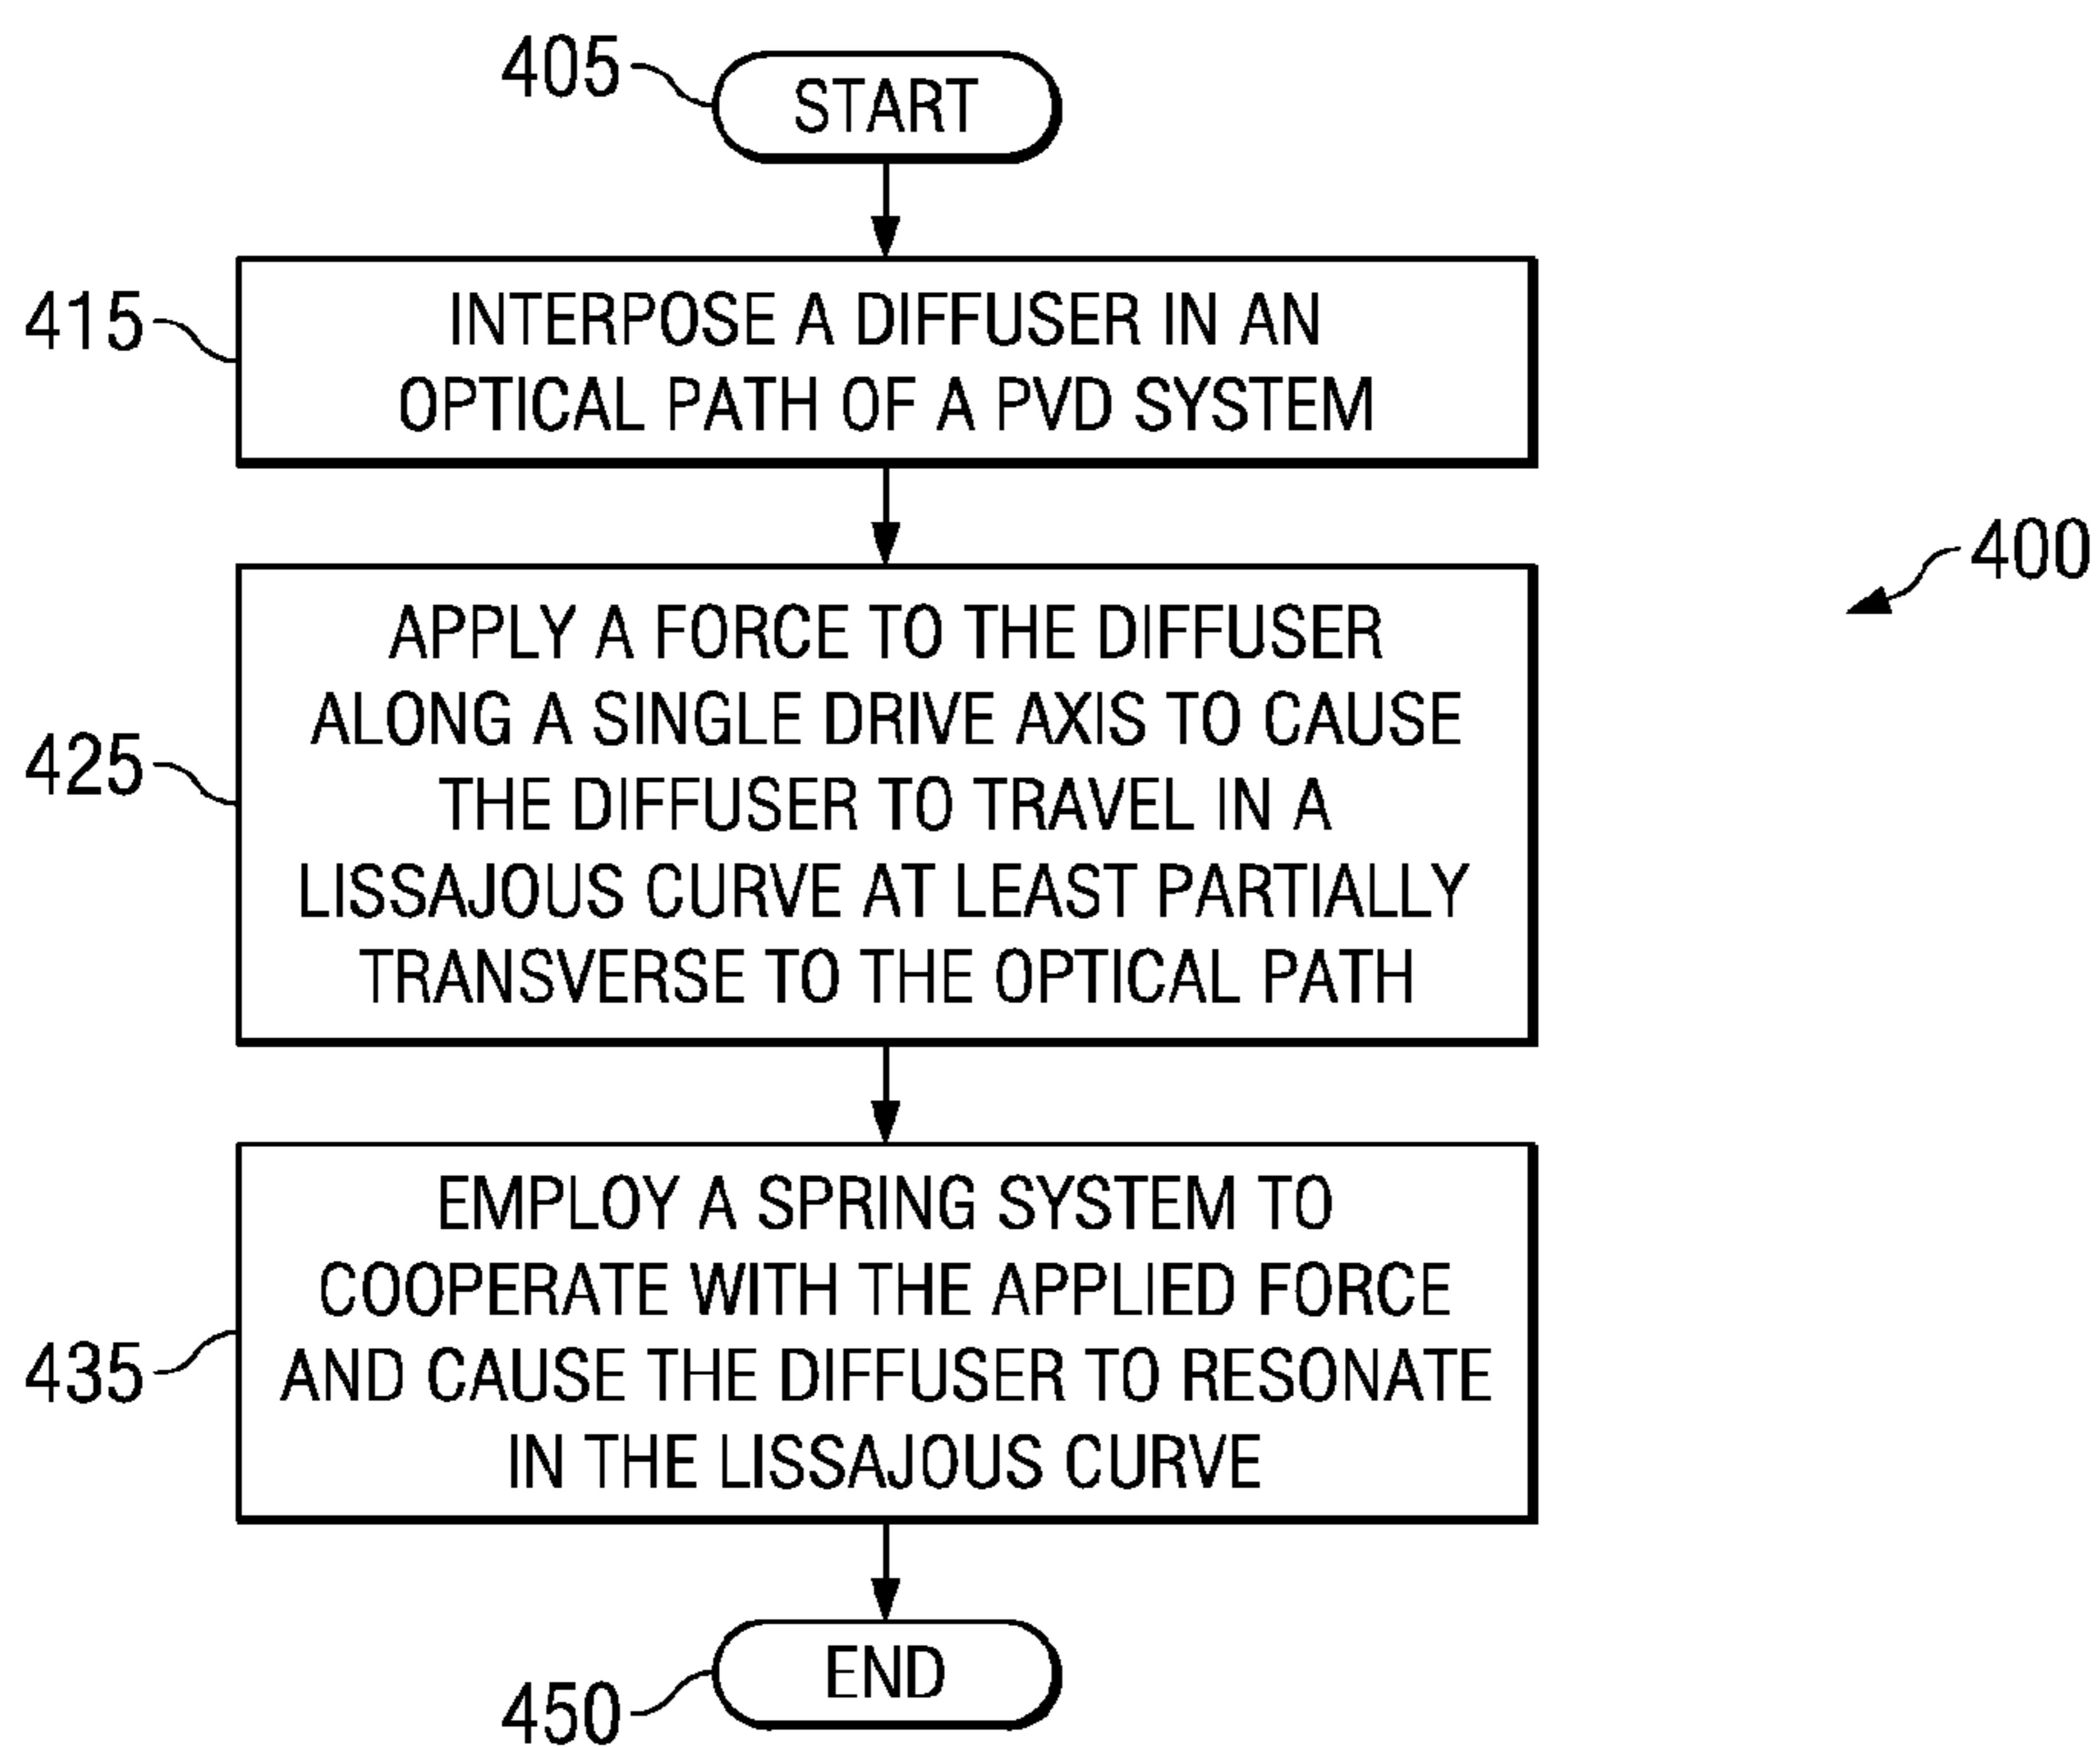 405
START
415
INTERPOSE A DIFFUSER IN AN
OPTICAL PATH OF A PVD SYSTEM
400
425
APPLY A FORCE TO THE DIFFUSER
ALONG A SINGLE DRIVE AXIS TO CAUSE
THE DIFFUSER TO TRAVEL IN A
LISSAJOUS CURVE AT LEAST PARTIALLY
TRANSVERSE TO THE OPTICAL PATH
435
EMPLOY A SPRING SYSTEM TO
COOPERATE WITH THE APPLIED FORCE
AND CAUSE THE DIFFUSER TO RESONATE
IN THE LISSAJOUS CURVE
450
END